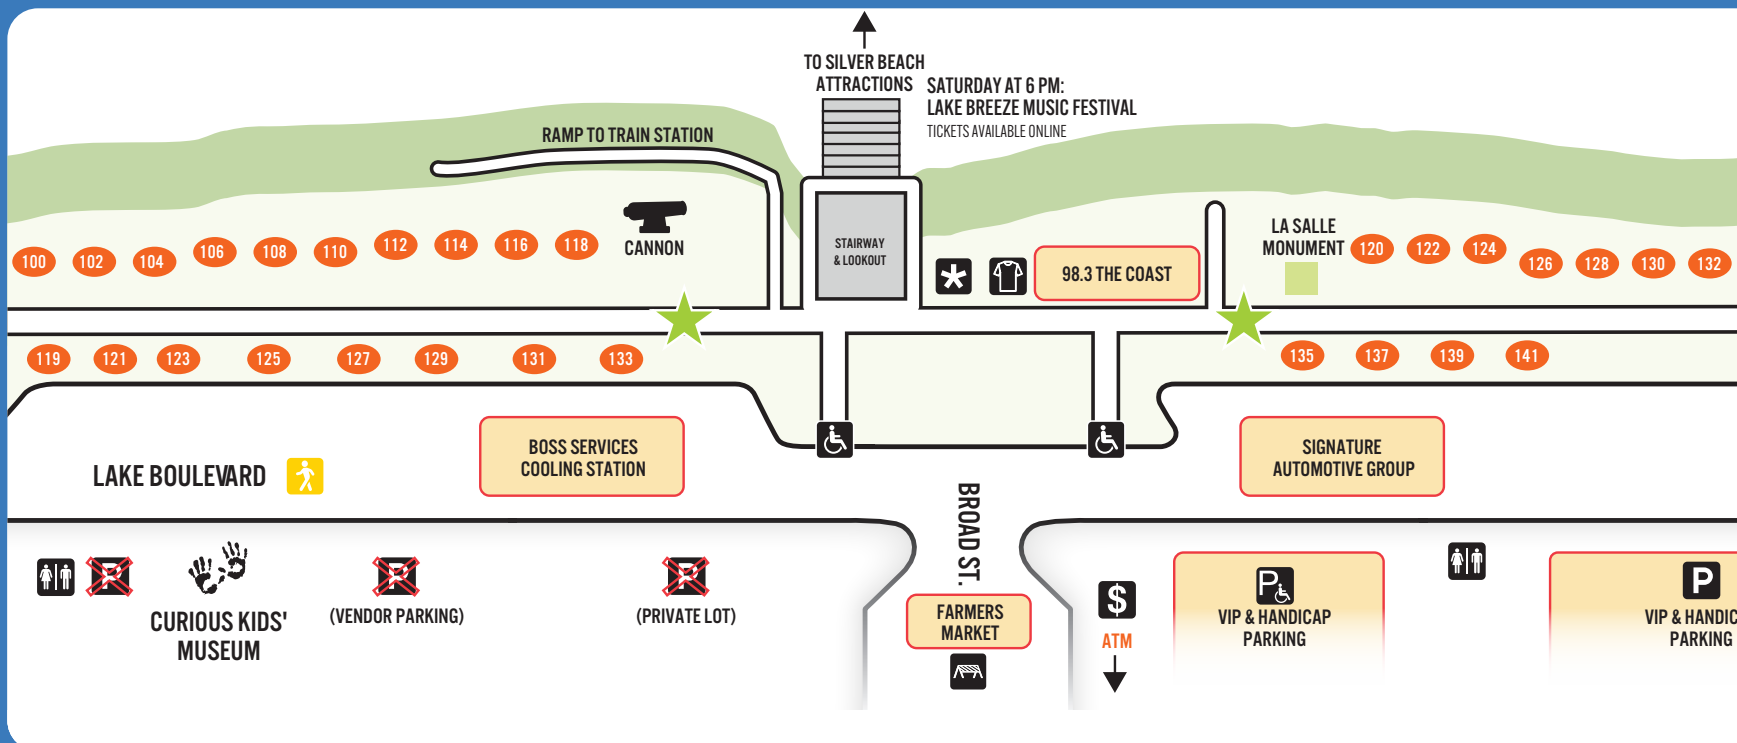 TO SILVER BEACH
ATTRACTIONS
SATURDAY AT 6 PM:
LAKE BREEZE MUSIC FESTIVAL
TICKETS AVAILABLE ONLINE
RAMP TO TRAIN STATION
STAIRWAY
& LOOKOUT
CANNON
98.3 THE COAST
LA SALLE
MONUMENT
100 102 104 106 108 110 112 114 116 118
120 122 124 126 128 130 132
119 121 123 125 127 129 131 133
135 137 139 141
BOSS SERVICES
COOLING STATION
SIGNATURE
AUTOMOTIVE GROUP
LAKE BOULEVARD
BROAD ST.
P
CURIOUS KIDS'
MUSEUM
P
(VENDOR PARKING)
P
(PRIVATE LOT)
FARMERS
MARKET
$
ATM
P
VIP & HANDICAP
PARKING
P
VIP & HANDIC
PARKING